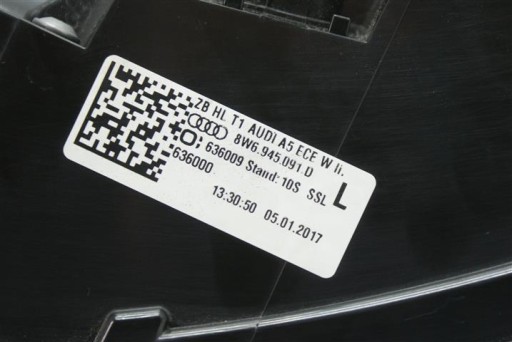 ZB HL T1 AUDI A5 ECE W li.
8W6.945.091.D
636009 Stand: 10S SSL L
636000
13:30:50 05.01.2017